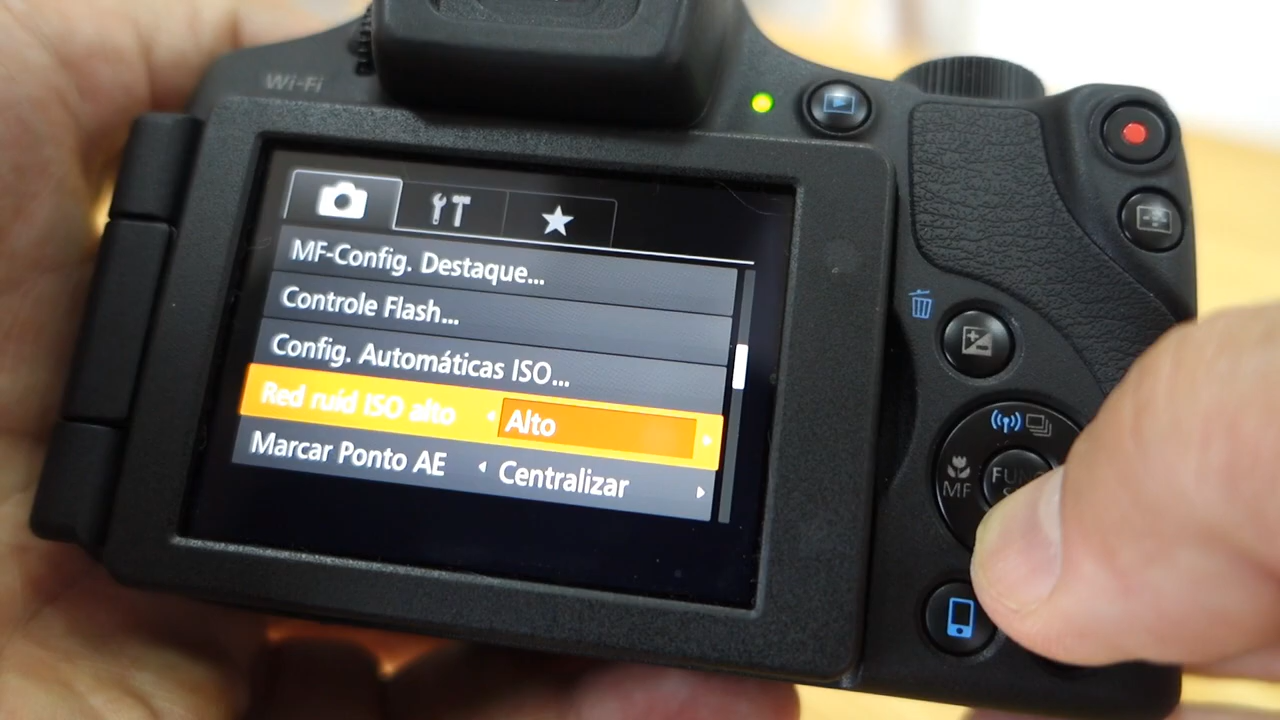 Wi-Fi
MF-Config. Destaque...
Controle Flash...
Config. Automáticas ISO...
Red ruid ISO alto Alto
Marcar Ponto AE Centralizar
MF